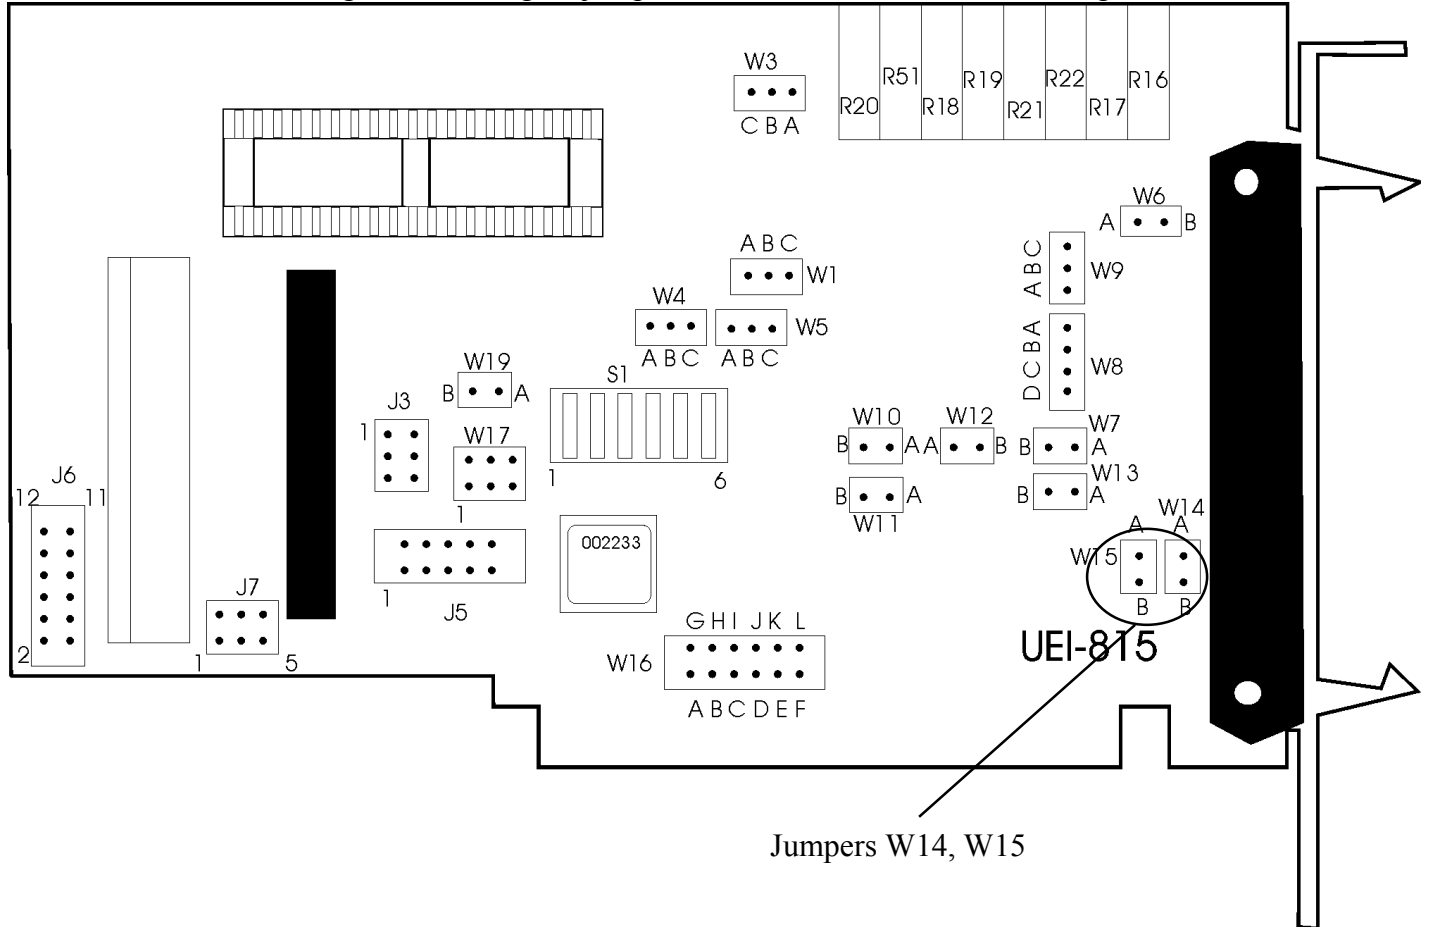 W3
C B A
R20
R51
R18
R19
R21
R22
R17
R16
W6
A
B
A B C
W9
A B C
W1
W4
A B C
W5
A B C
D C B A
W8
W19
B
A
S1
1
6
J3
1
W17
1
W10
B
A
W12
A
B
W7
B
A
W13
B
A
B
A
W11
W14
A
A
W15
B
B
J6
12
11
2
J7
1
5
J5
1
002233
G H I J K L
W16
A B C D E F
UEI-815
Jumpers W14, W15